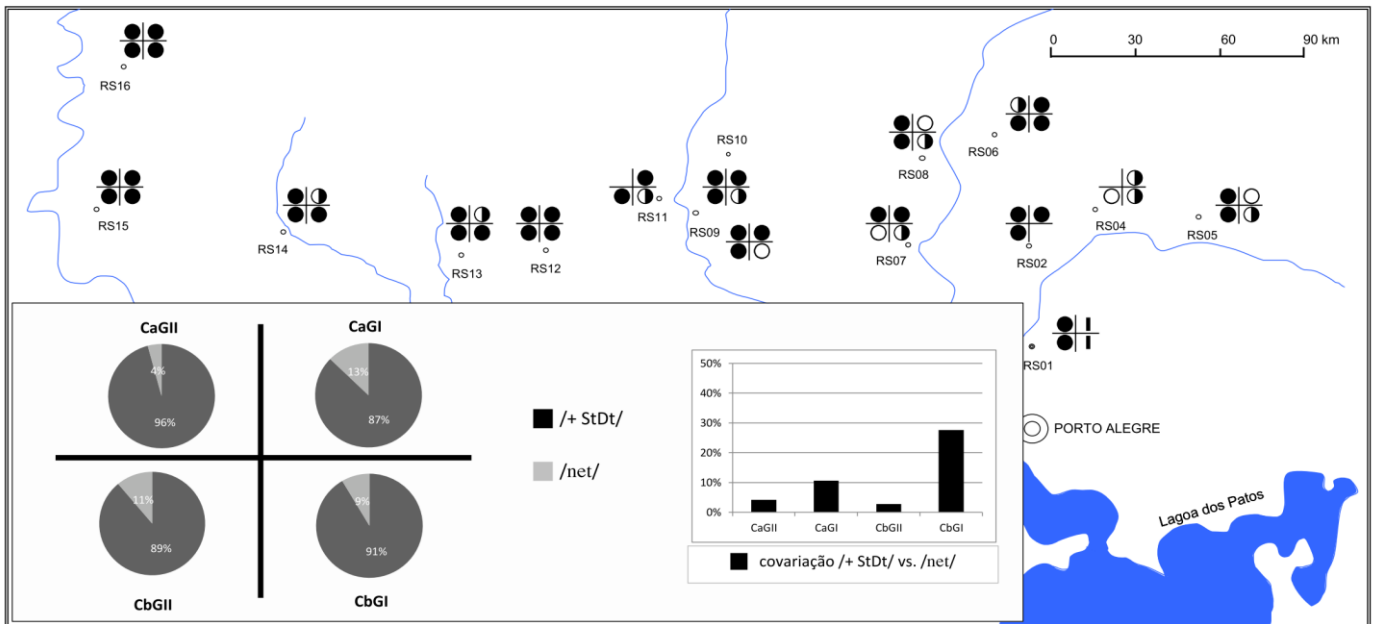 0 30 60 90 km
RS16
RS10
RS06
RS08
RS15
RS14
RS13
RS12
RS11
RS09
RS07
RS02
RS04
RS05
RS01
PORTO ALEGRE
Lagoa dos Patos
CaGII
4%
96%
CaGI
13%
87%
11%
89%
CbGII
9%
91%
CbGI
/+ StDt/
/net/
50%
40%
30%
20%
10%
0%
CaGII CaGI CbGII CbGI
covariação /+ StDt/ vs. /net/